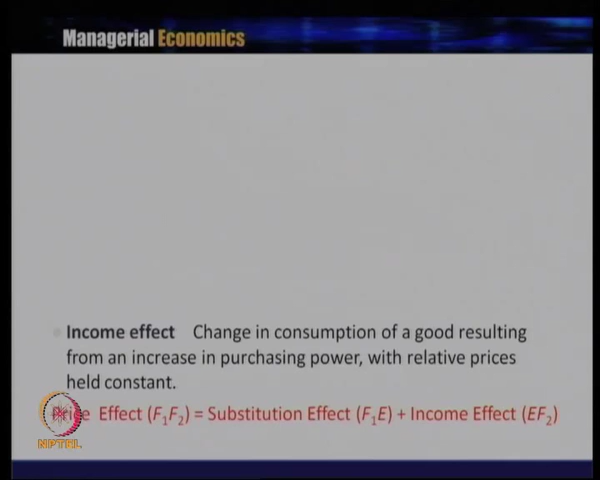 Managerial Economics
Income effect Change in consumption of a good resulting
from an increase in purchasing power, with relative prices
held constant.
Price Effect (F₁F₂) = Substitution Effect (F₁E) + Income Effect (EF₂)
NPTEL